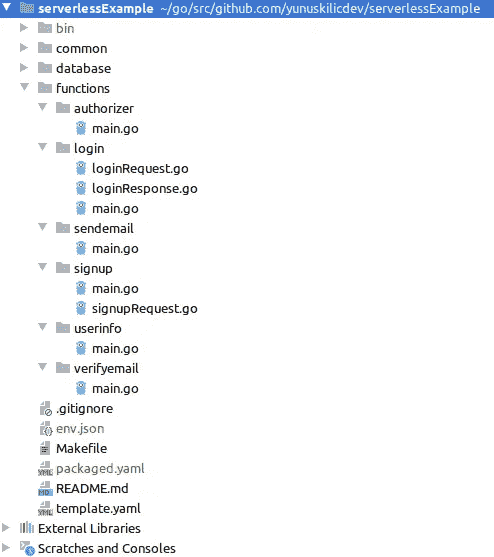 serverlessExample ~/go/src/github.com/yunuskilicdev/serverlessExample
bin
common
database
functions
authorizer
main.go
login
loginRequest.go
loginResponse.go
main.go
sendemail
main.go
signup
main.go
signupRequest.go
userinfo
main.go
verifyemail
main.go
.gitignore
env.json
Makefile
packaged.yaml
README.md
template.yaml
External Libraries
Scratches and Consoles